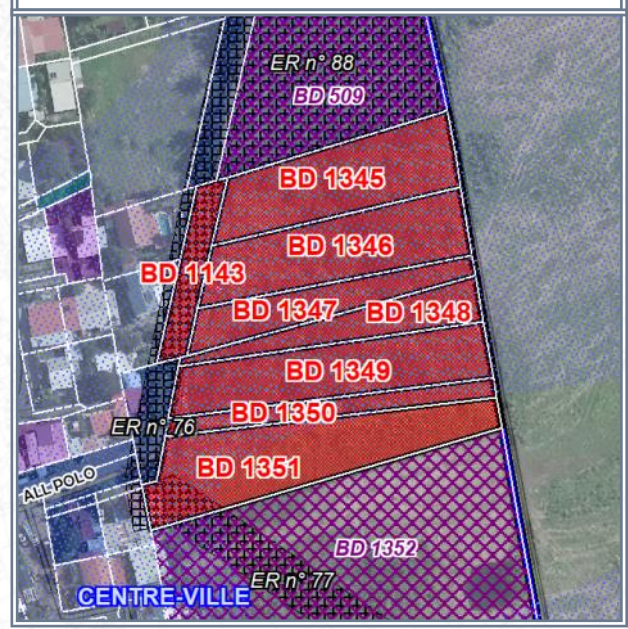 ER n° 88
BD 509
BD 1345
BD 1346
BD 1143
BD 1347
BD 1348
BD 1349
BD 1350
ER n° 76
BD 1351
ALL POLO
BD 1352
ER n° 77
CENTRE-VILLE